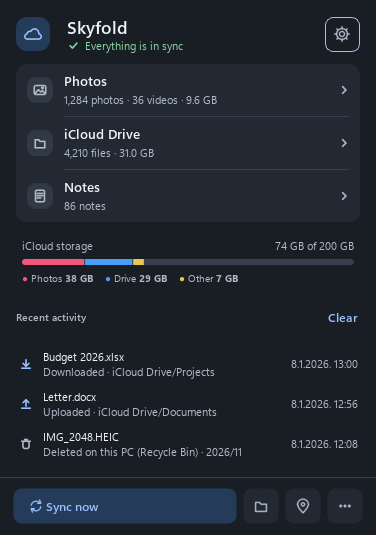 Skyfold
Everything is in sync
Photos
1,284 photos · 36 videos · 9.6 GB
iCloud Drive
4,210 files · 31.0 GB
Notes
86 notes
iCloud storage 74 GB of 200 GB
Photos 38 GB Drive 29 GB Other 7 GB
Recent activity Clear
Budget 2026.xlsx
Downloaded · iCloud Drive/Projects 8.1.2026. 13:00
Letter.docx
Uploaded · iCloud Drive/Documents 8.1.2026. 12:56
IMG_2048.HEIC
Deleted on this PC (Recycle Bin) · 2026/11 8.1.2026. 12:08
Sync now